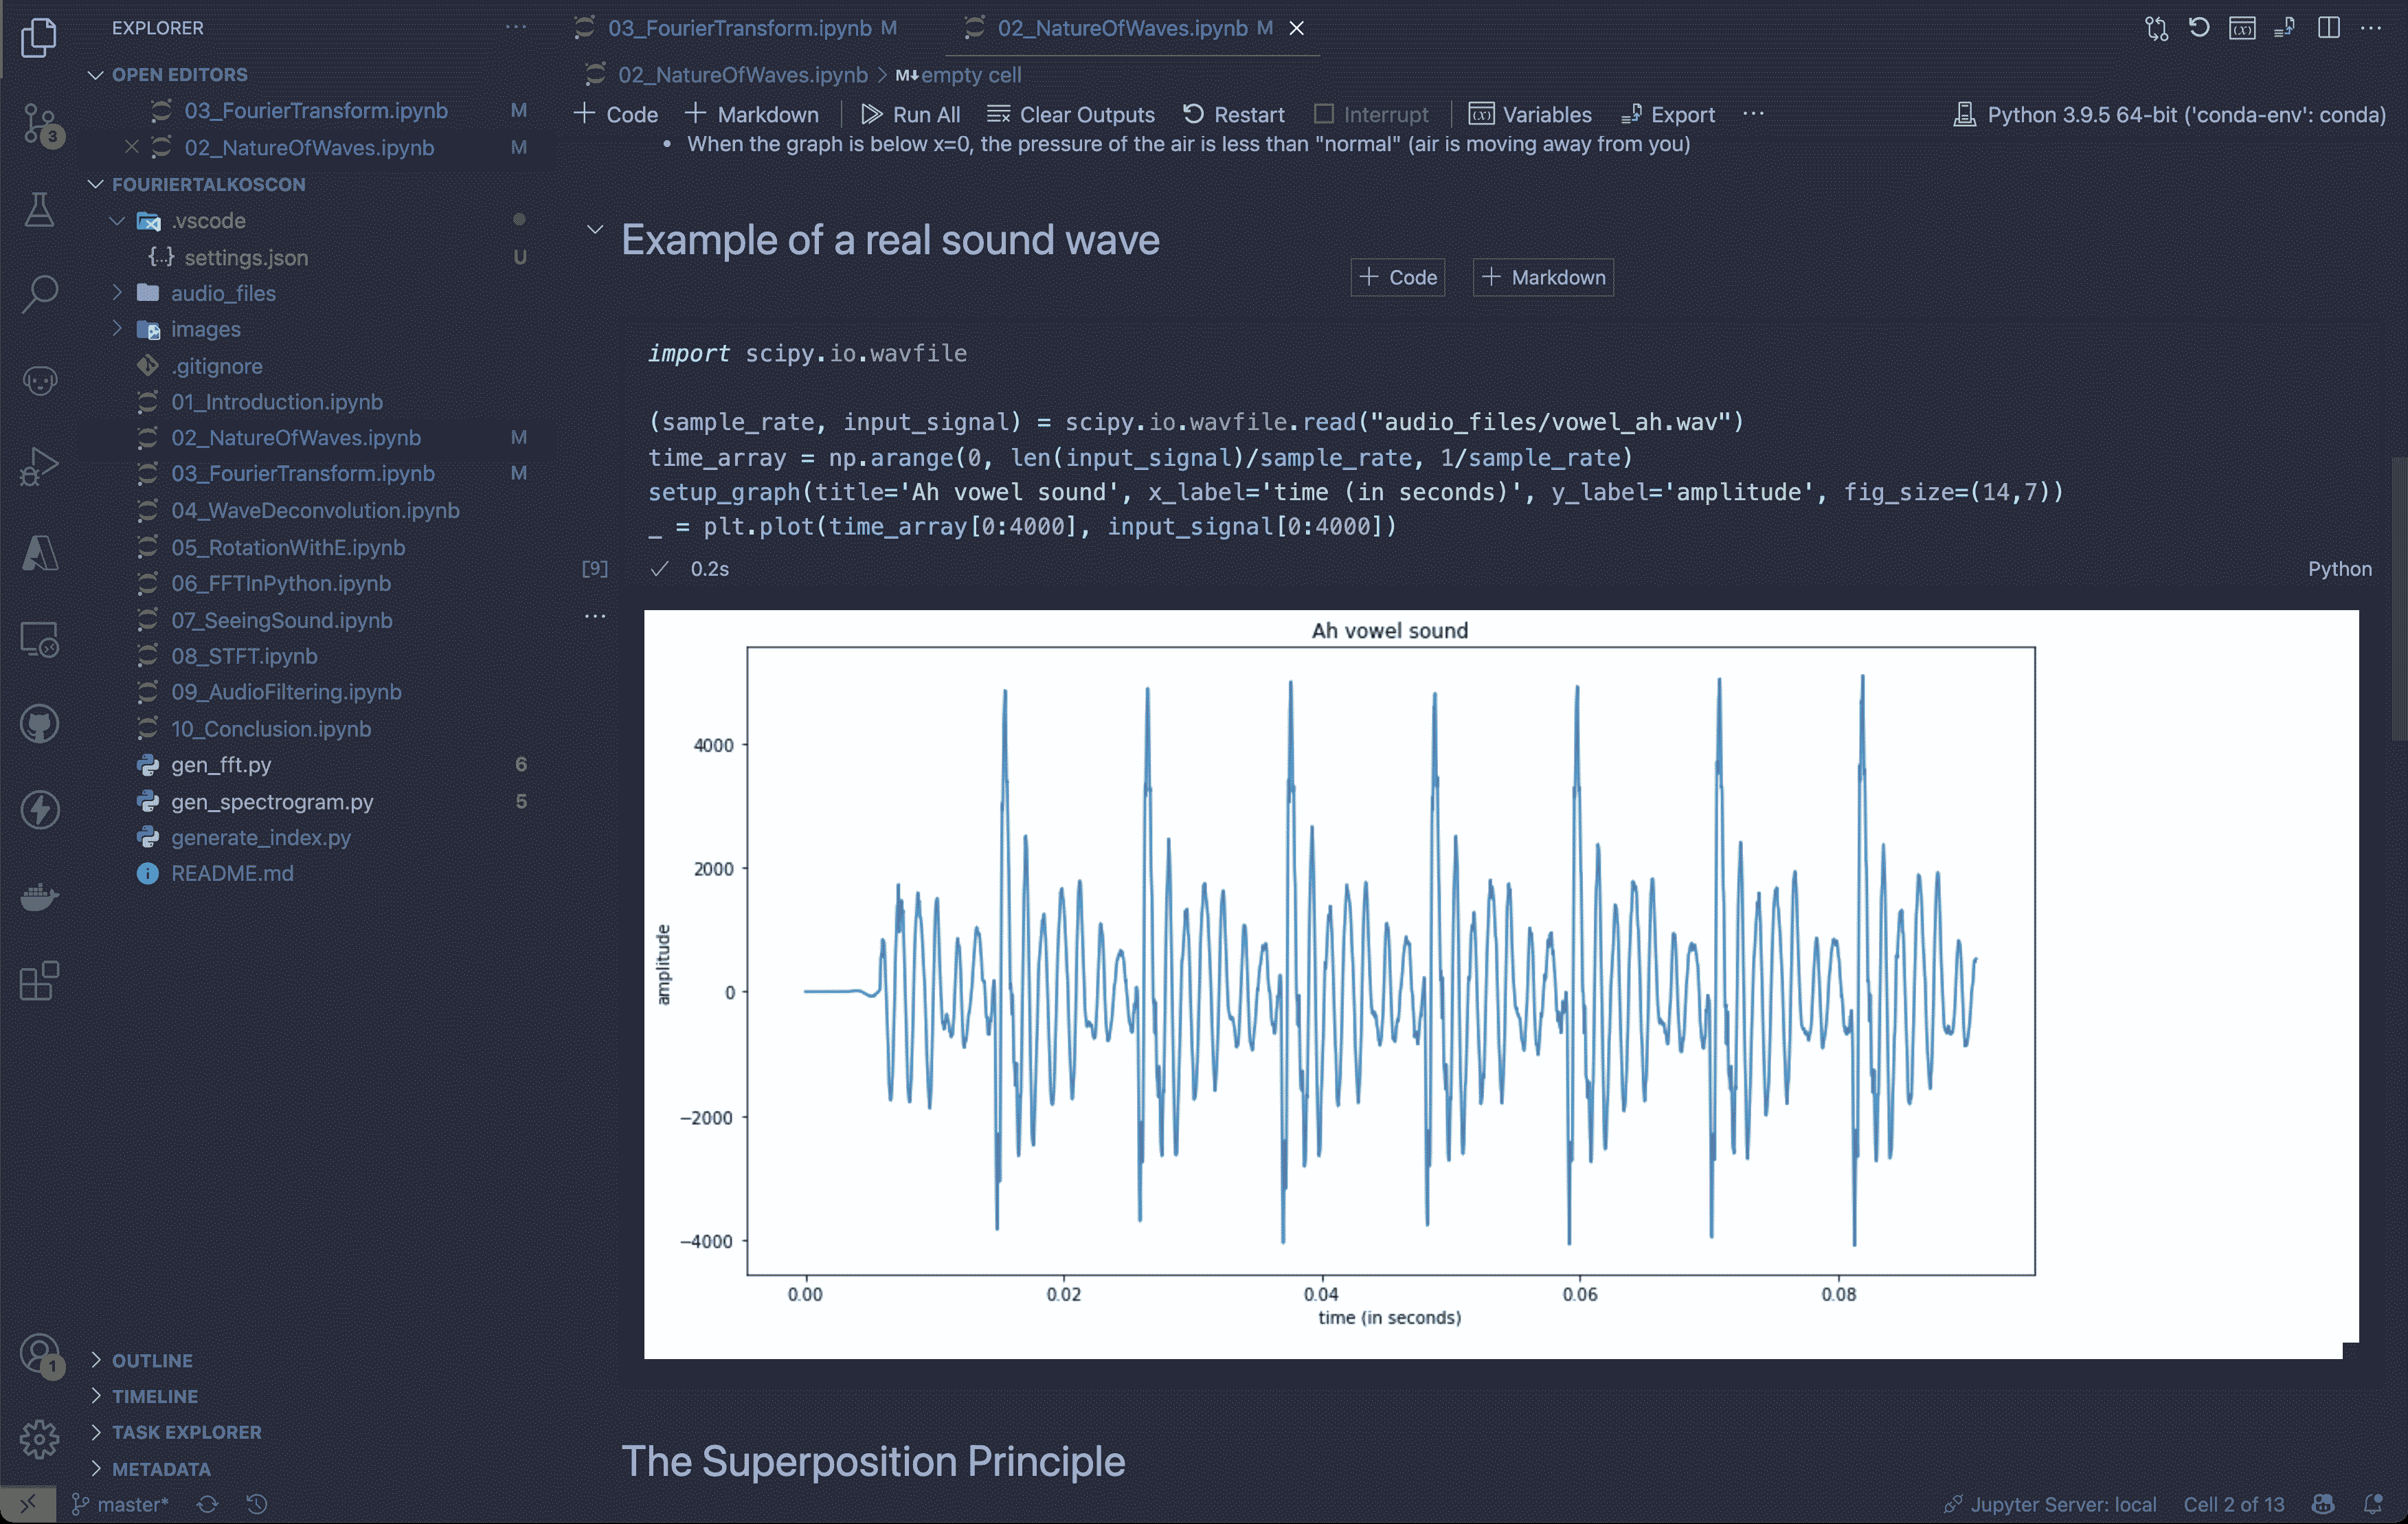 EXPLORER
OPEN EDITORS
03_FourierTransform.ipynb M
02_NatureOfWaves.ipynb M
FOURIERTALKOSCON
.vscode
settings.json U
audio_files
images
.gitignore
01_Introduction.ipynb
02_NatureOfWaves.ipynb M
03_FourierTransform.ipynb M
04_WaveDeconvolution.ipynb
05_RotationWithE.ipynb
06_FFTInPython.ipynb
07_SeeingSound.ipynb
08_STFT.ipynb
09_AudioFiltering.ipynb
10_Conclusion.ipynb
gen_fft.py 6
gen_spectrogram.py 5
generate_index.py
README.md
OUTLINE
TIMELINE
TASK EXPLORER
METADATA
3
1
03_FourierTransform.ipynb M 02_NatureOfWaves.ipynb M
02_NatureOfWaves.ipynb > M↓ empty cell
+ Code + Markdown Run All Clear Outputs Restart Interrupt Variables Export ... Python 3.9.5 64-bit ('conda-env': conda)
• When the graph is below x=0, the pressure of the air is less than "normal" (air is moving away from you)
Example of a real sound wave
+ Code + Markdown
import scipy.io.wavfile
(sample_rate, input_signal) = scipy.io.wavfile.read("audio_files/vowel_ah.wav")
time_array = np.arange(0, len(input_signal)/sample_rate, 1/sample_rate)
setup_graph(title='Ah vowel sound', x_label='time (in seconds)', y_label='amplitude', fig_size=(14,7))
_ = plt.plot(time_array[0:4000], input_signal[0:4000])
[9] ✓ 0.2s Python
Ah vowel sound
4000
2000
0
−2000
−4000
amplitude
0.00 0.02 0.04 0.06 0.08
time (in seconds)
The Superposition Principle
master* Jupyter Server: local Cell 2 of 13